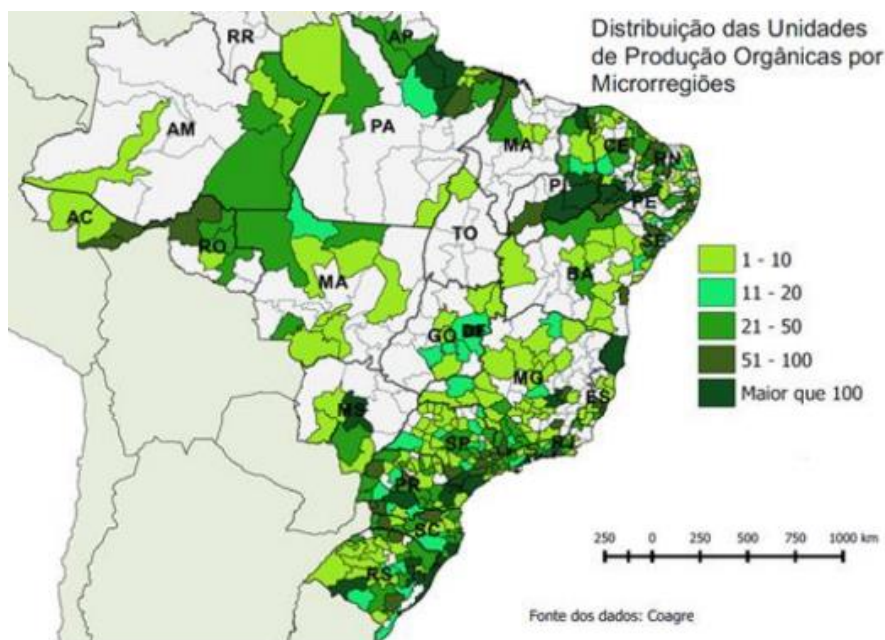 Distribuição das Unidades
de Produção Orgânicas por
Microrregiões
RR
AP
AM
PA
MA
CE
RN
PI
PE
AC
TO
SE
RO
BA
MA
GO
DF
MG
ES
MS
SP
RJ
PR
SC
RS
1 - 10
11 - 20
21 - 50
51 - 100
Maior que 100
250 0 250 500 750 1000 km
Fonte dos dados: Coagre